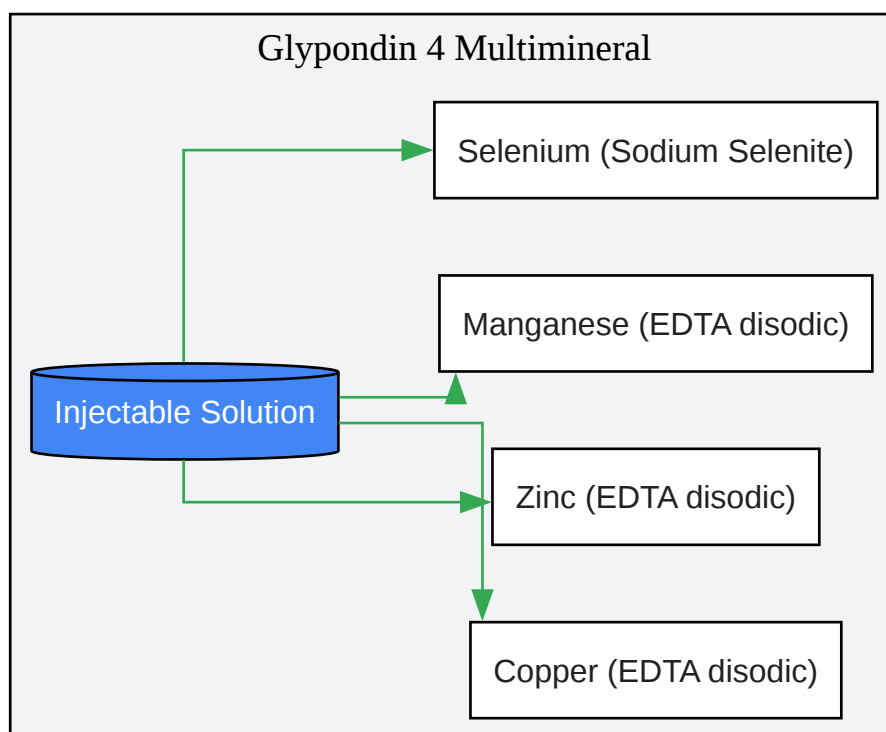 Glypondin 4 Multimineral
Selenium (Sodium Selenite)
Manganese (EDTA disodic)
Injectable Solution
Zinc (EDTA disodic)
Copper (EDTA disodic)